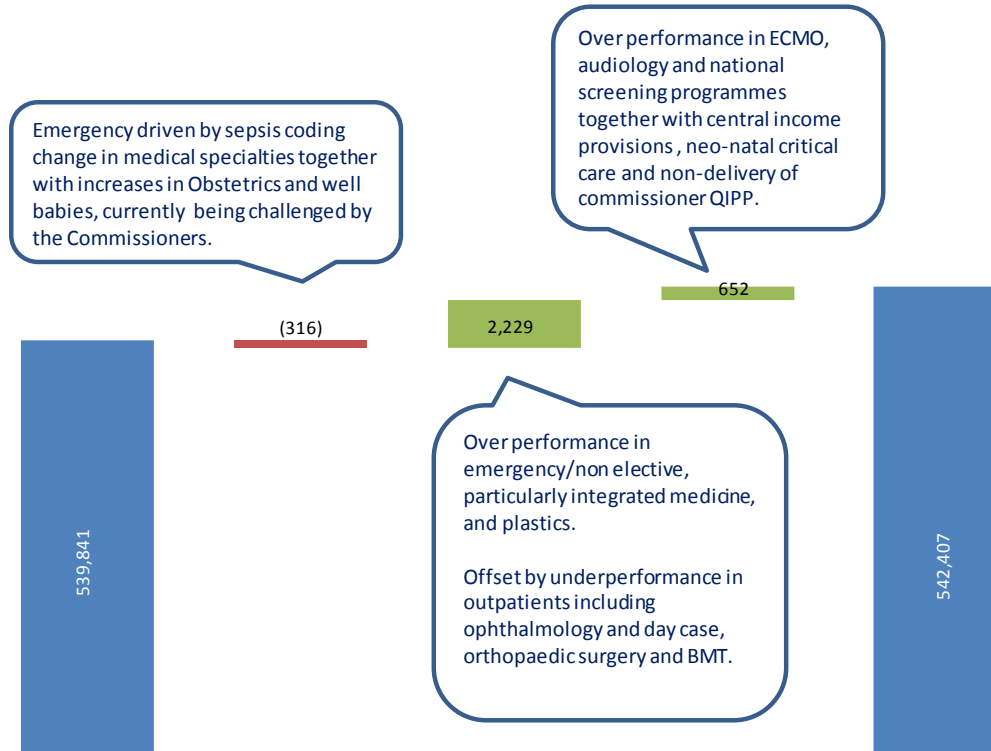 Over performance in ECMO,
audiology and national
screening programmes
together with central income
provisions , neo-natal critical
care and non-delivery of
commissioner QIPP.
Emergency driven by sepsis coding
change in medical specialties together
with increases in Obstetrics and well
babies, currently being challenged by
the Commissioners.
652
(316)
2,229
Over performance in
emergency/non elective,
particularly integrated medicine,
and plastics.
Offset by underperformance in
outpatients including
ophthalmology and day case,
orthopaedic surgery and BMT.
539,841
542,407